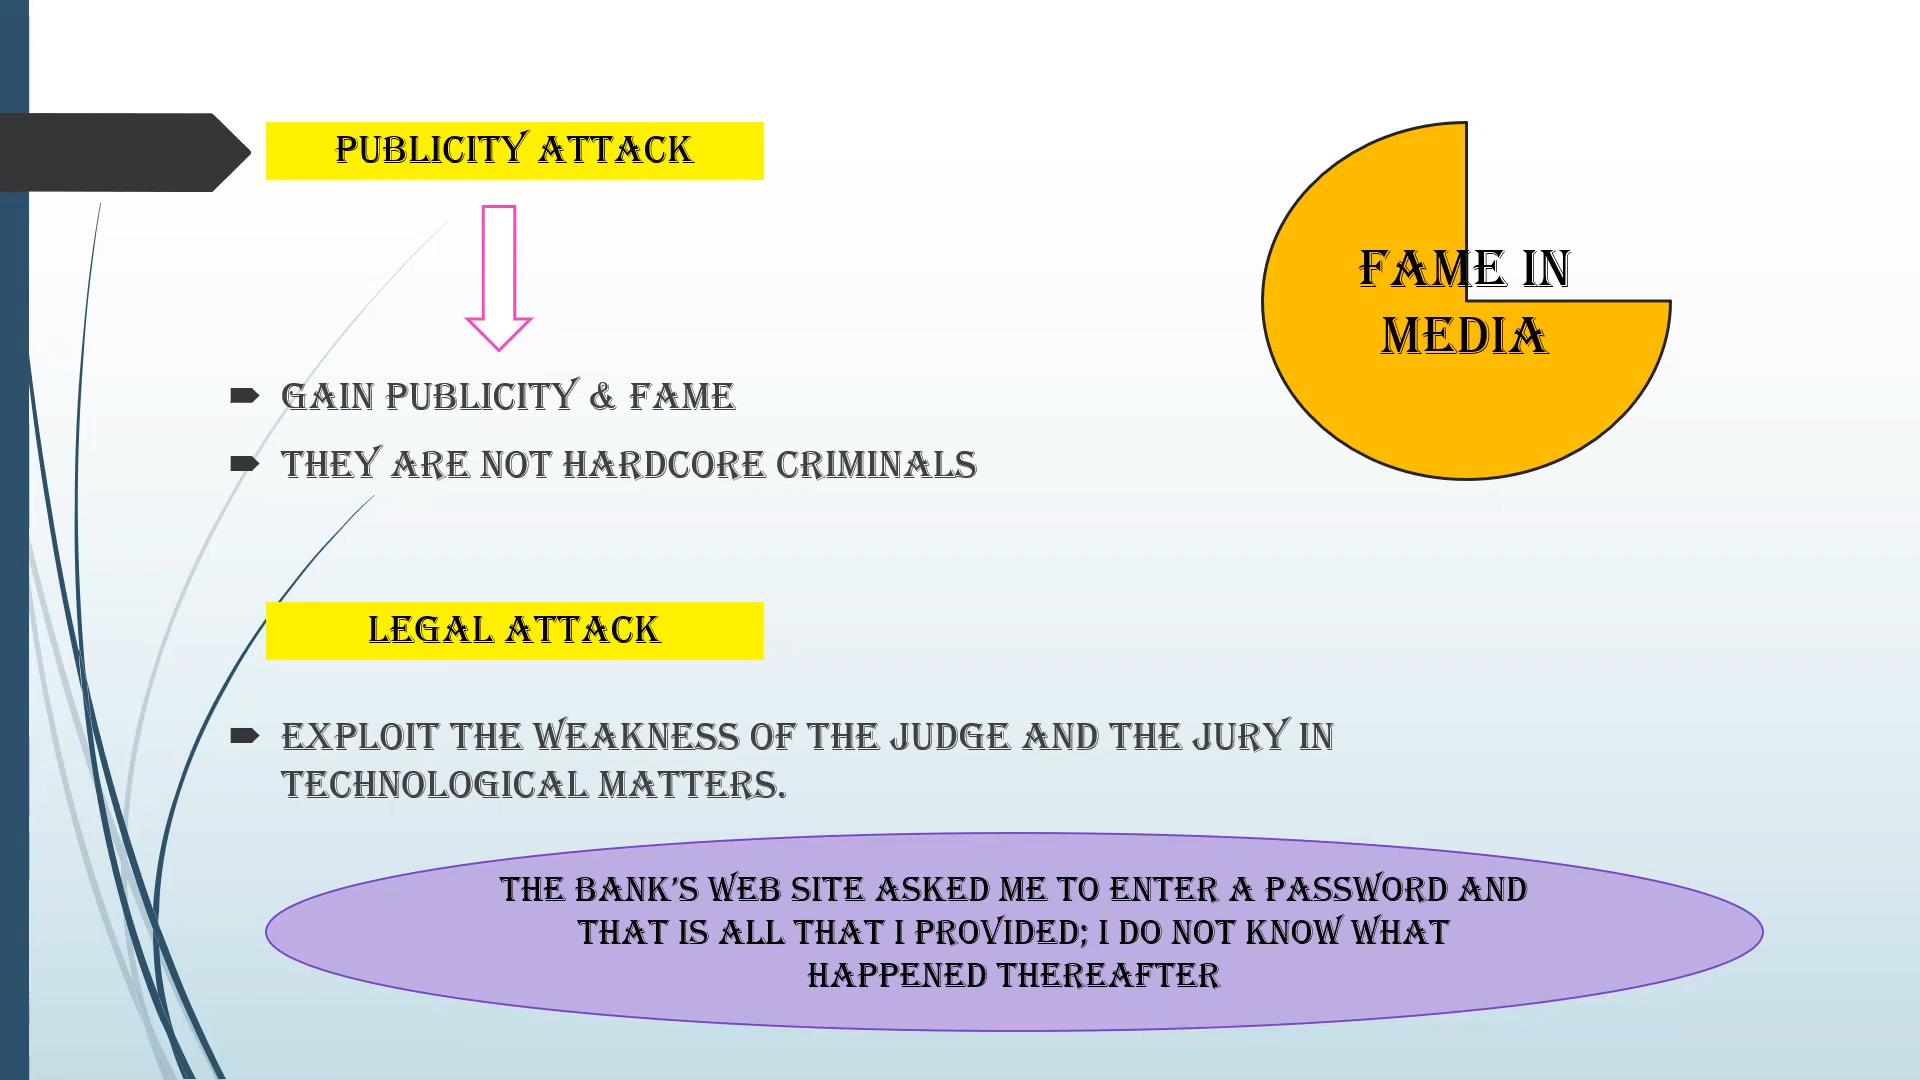 PUBLICITY ATTACK
FAME IN
MEDIA
GAIN PUBLICITY & FAME
THEY ARE NOT HARDCORE CRIMINALS
LEGAL ATTACK
EXPLOIT THE WEAKNESS OF THE JUDGE AND THE JURY IN
TECHNOLOGICAL MATTERS.
THE BANK’S WEB SITE ASKED ME TO ENTER A PASSWORD AND
THAT IS ALL THAT I PROVIDED; I DO NOT KNOW WHAT
HAPPENED THEREAFTER